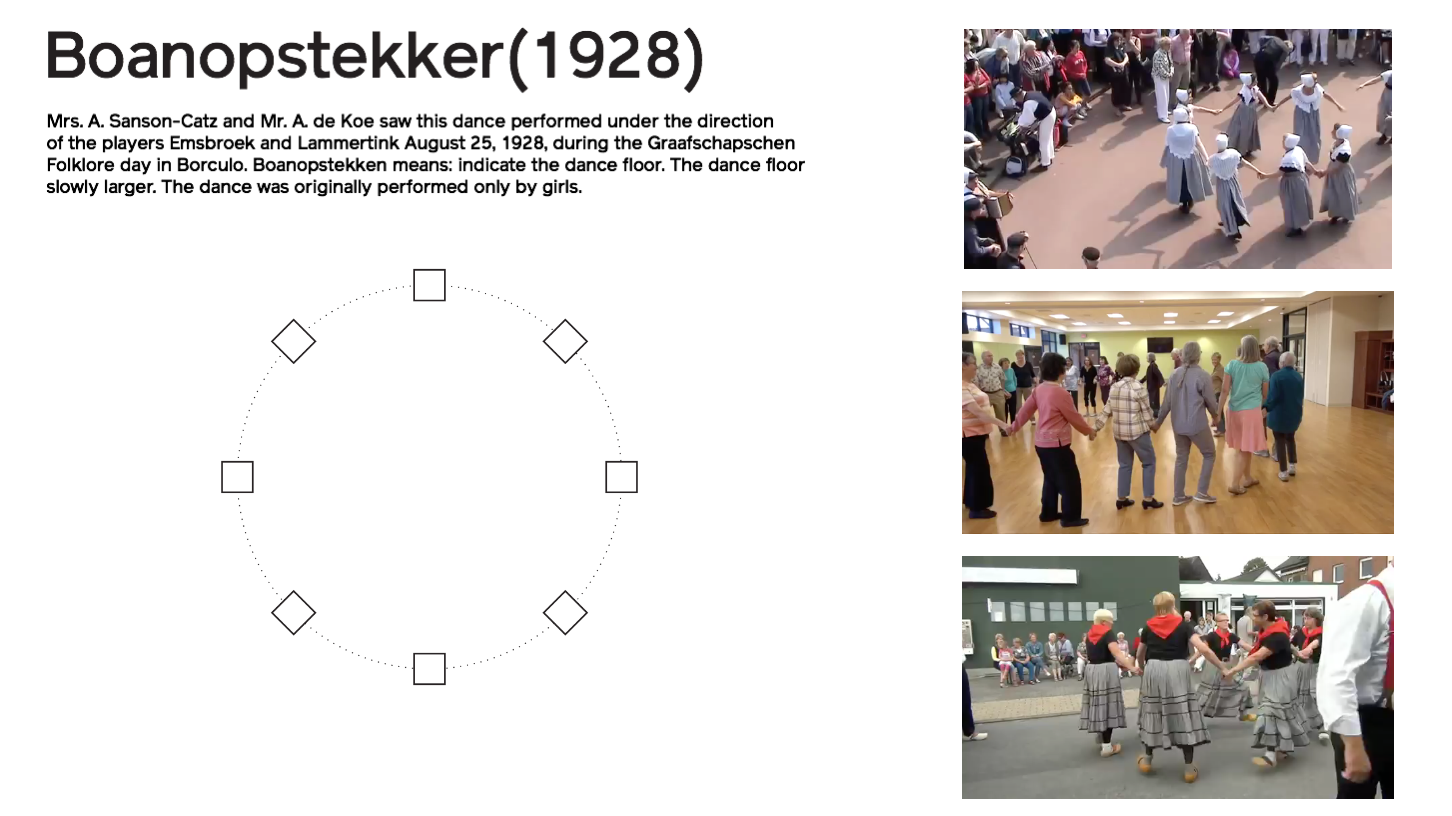 Boanopstekker(1928)
Mrs. A. Sanson-Catz and Mr. A. de Koe saw this dance performed under the direction
of the players Emsbroek and Lammertink August 25, 1928, during the Graafschapschen
Folklore day in Borculo. Boanopstekken means: indicate the dance floor. The dance floor
slowly larger. The dance was originally performed only by girls.